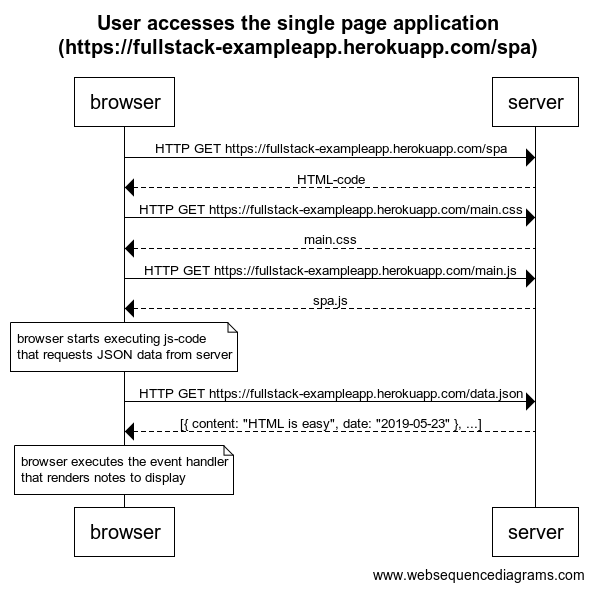 User accesses the single page application
(https://fullstack-exampleapp.herokuapp.com/spa)
browser
server
HTTP GET https://fullstack-exampleapp.herokuapp.com/spa
HTML-code
HTTP GET https://fullstack-exampleapp.herokuapp.com/main.css
main.css
HTTP GET https://fullstack-exampleapp.herokuapp.com/main.js
spa.js
browser starts executing js-code
that requests JSON data from server
HTTP GET https://fullstack-exampleapp.herokuapp.com/data.json
[{ content: "HTML is easy", date: "2019-05-23" }, ...]
browser executes the event handler
that renders notes to display
browser
server
www.websequencediagrams.com